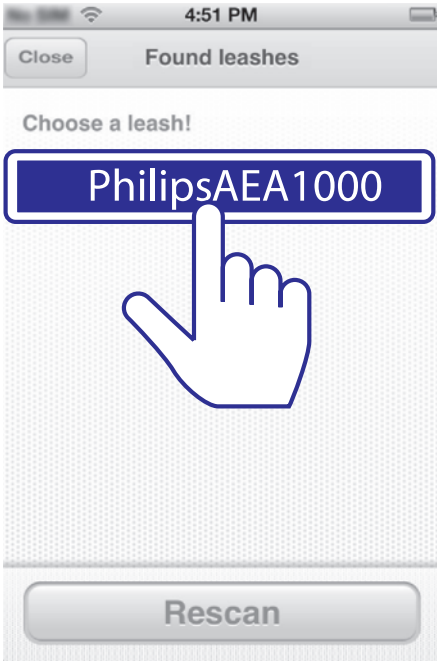 4:51 PM
Close Found leashes
Choose a leash!
PhilipsAEA1000
Rescan